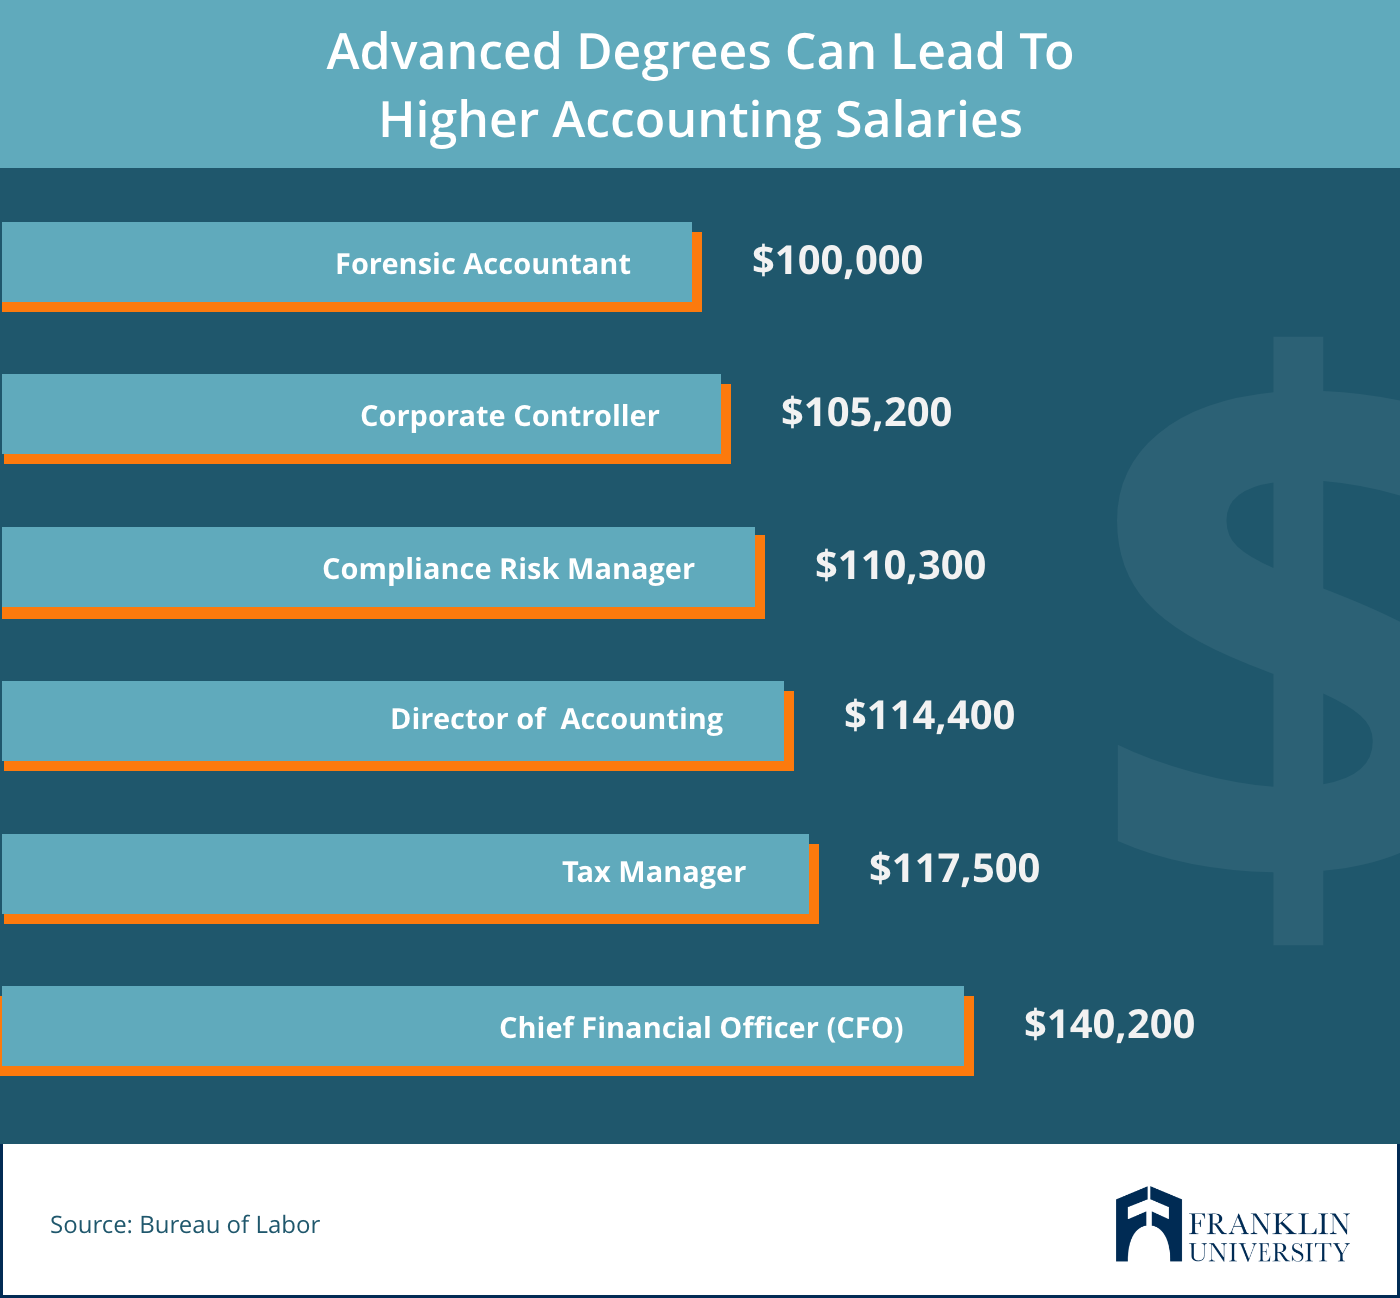 Advanced Degrees Can Lead To
Higher Accounting Salaries
Forensic Accountant $100,000
Corporate Controller $105,200
Compliance Risk Manager $110,300
Director of  Accounting $114,400
Tax Manager $117,500
Chief Financial Officer (CFO) $140,200
$
Source: Bureau of Labor
FRANKLIN
UNIVERSITY